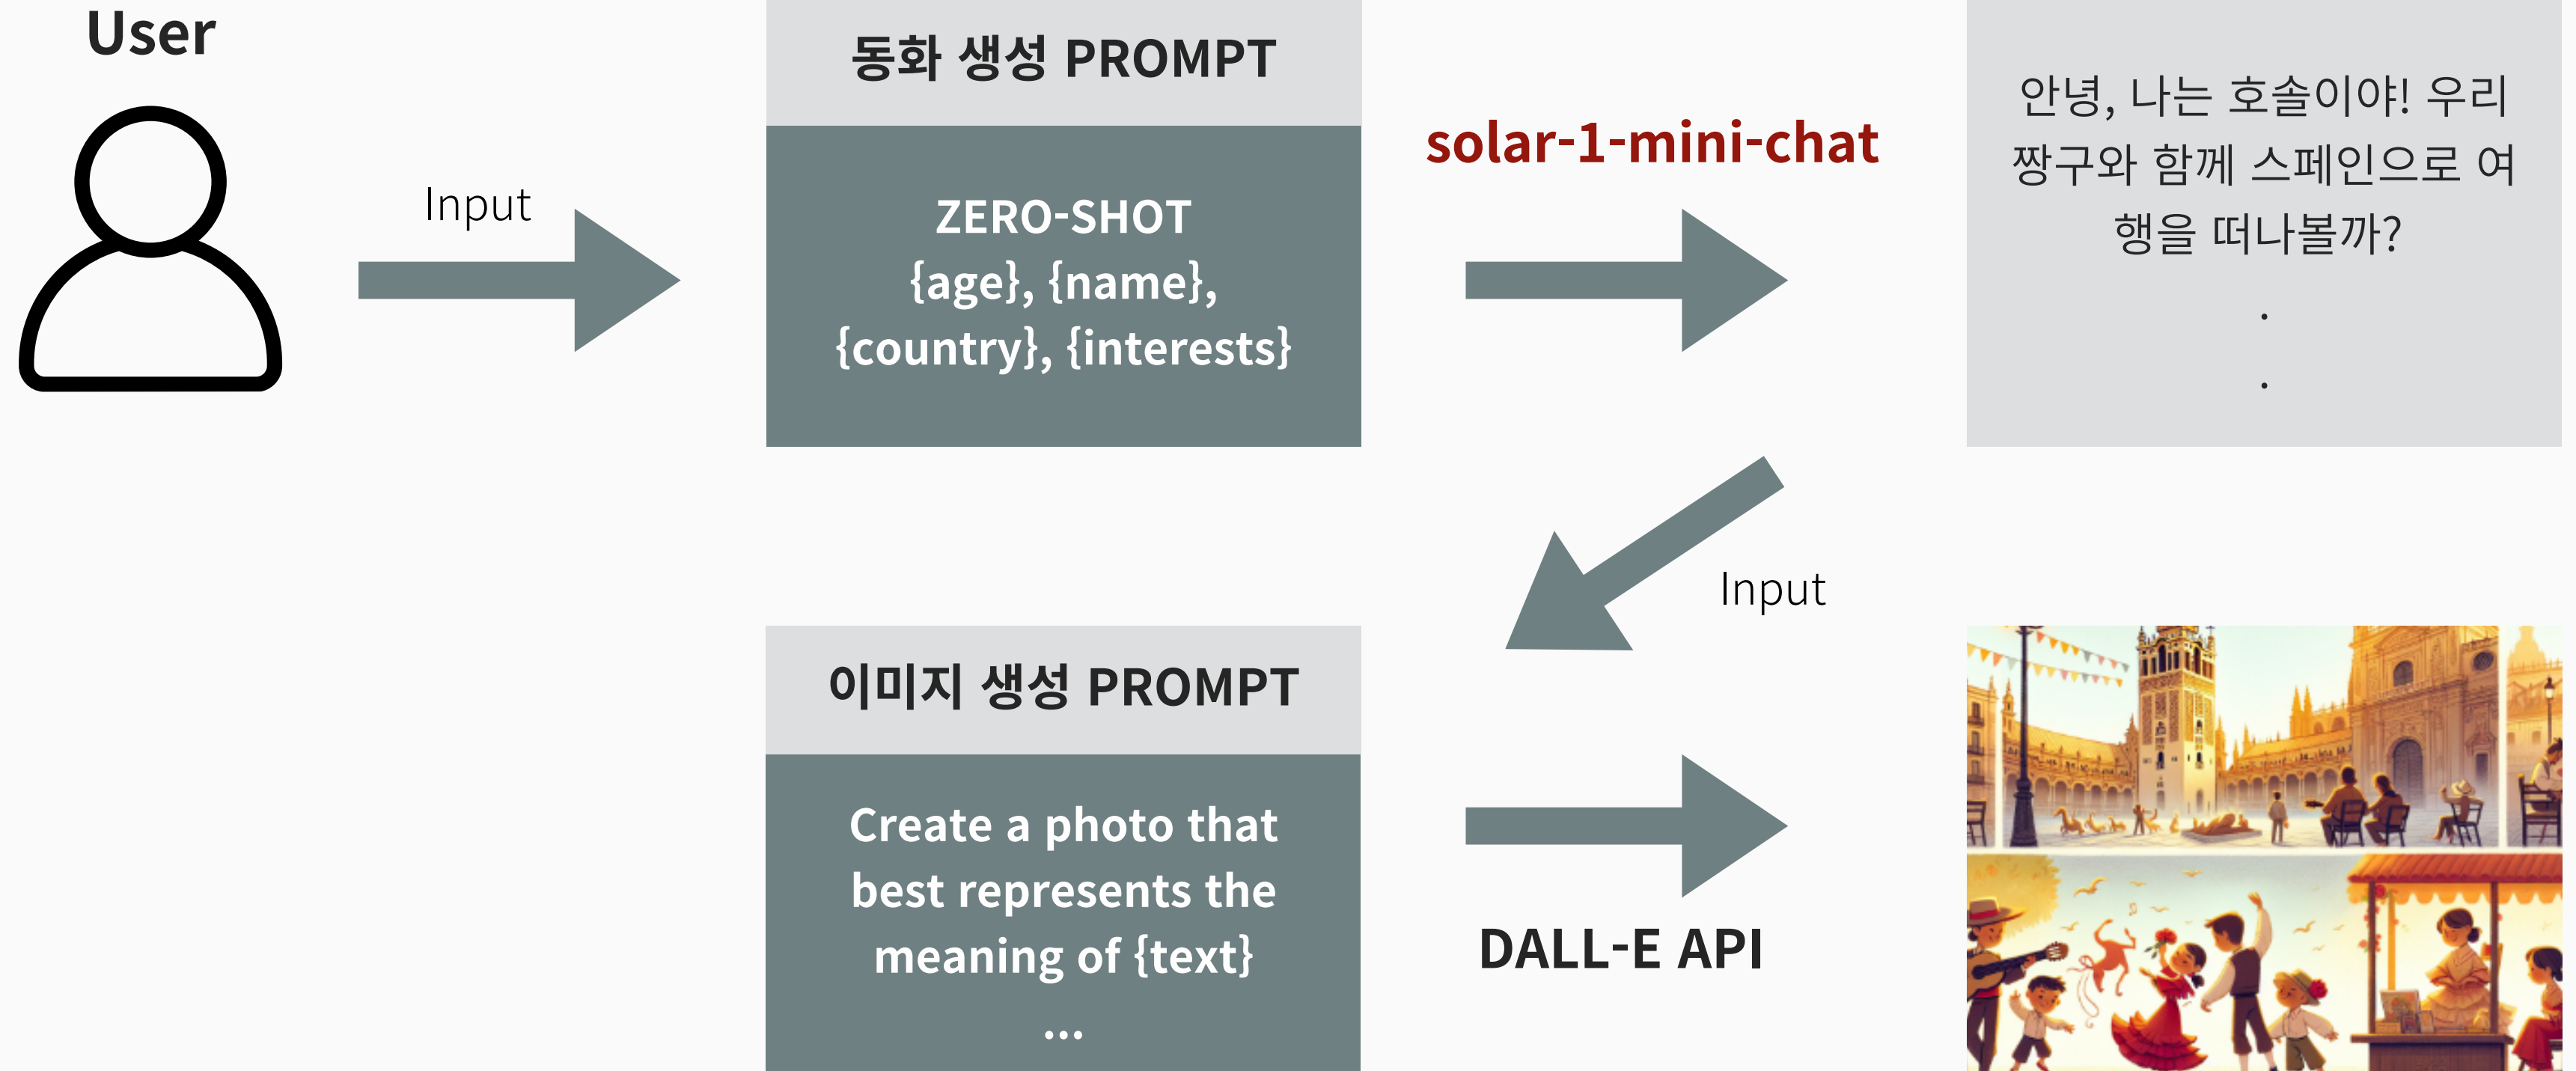 User
Input
동화 생성 PROMPT
ZERO-SHOT
{age}, {name},
{country}, {interests}
solar-1-mini-chat
안녕, 나는 호솔이야! 우리
짱구와 함께 스페인으로 여
행을 떠나볼까?
.
.
Input
이미지 생성 PROMPT
Create a photo that
best represents the
meaning of {text}
...
DALL-E API